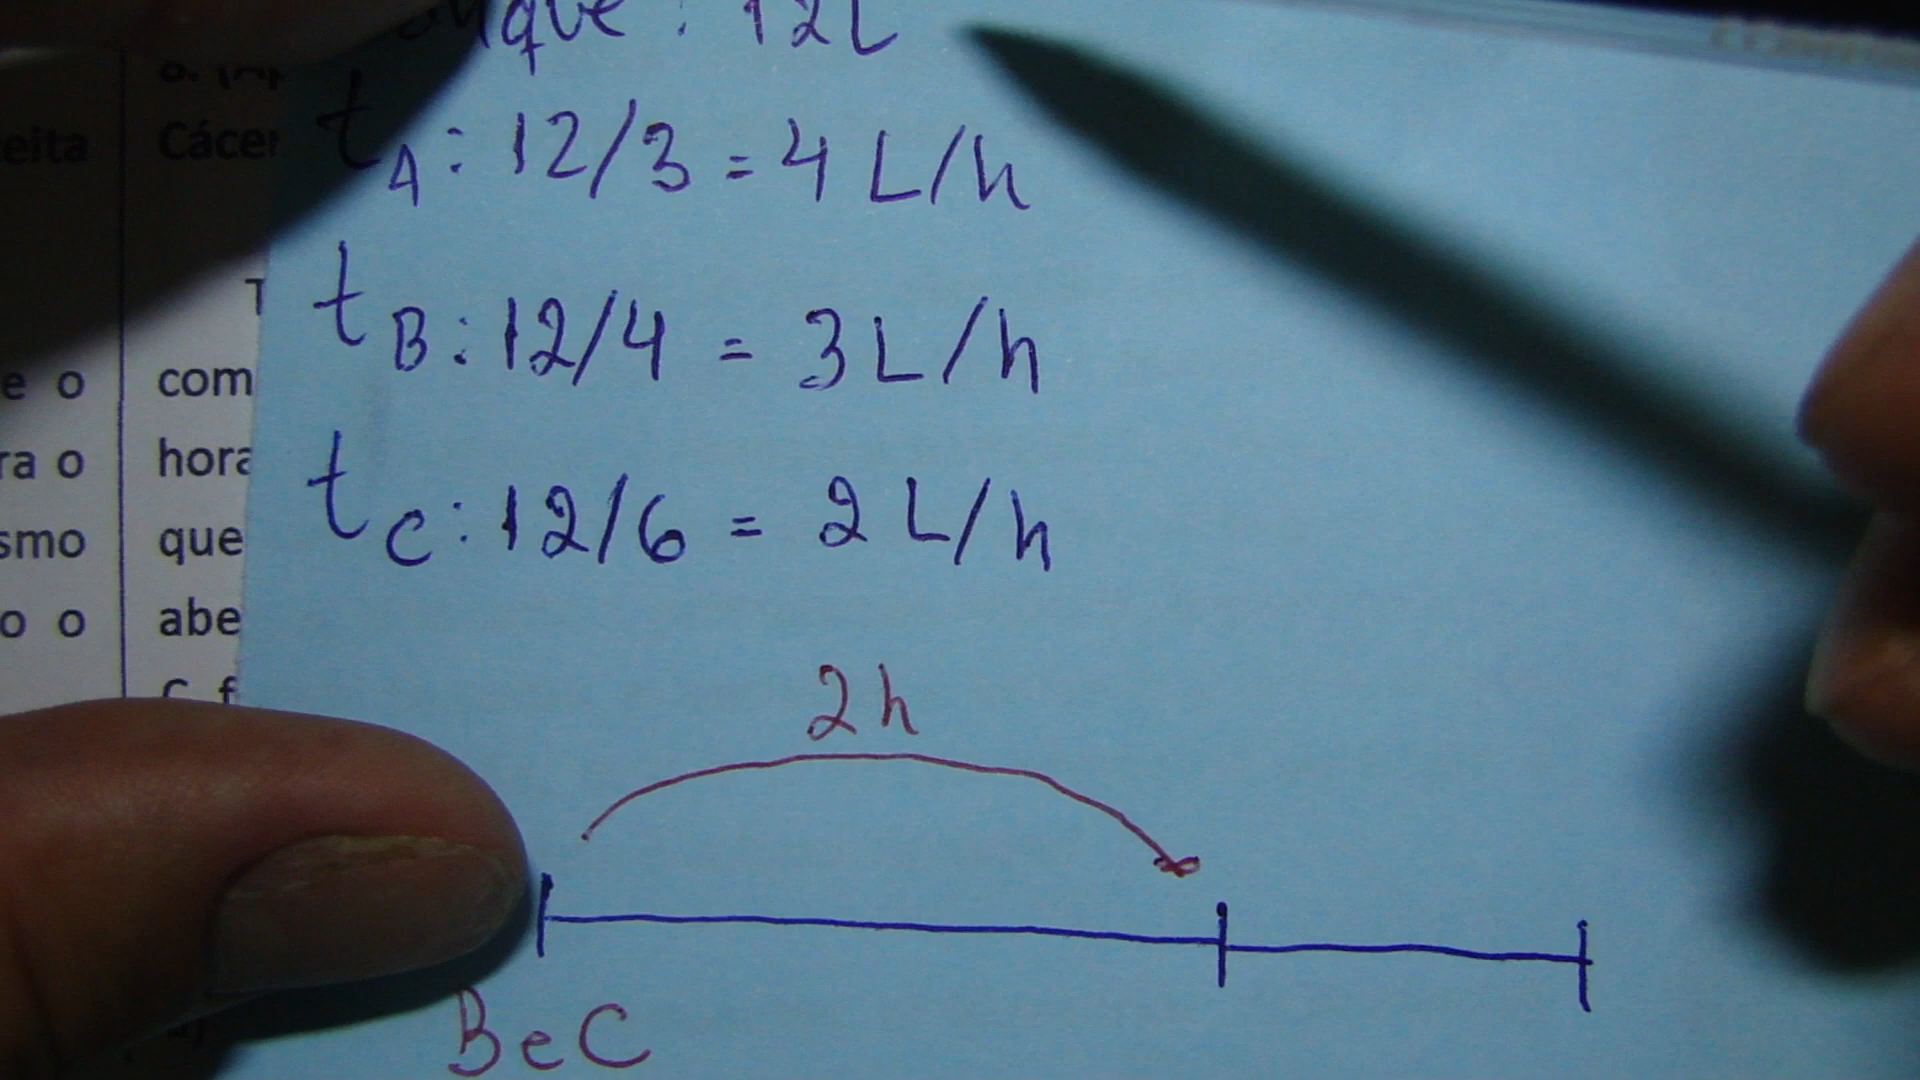 12L
tA: 12/3 = 4 L/h
tB: 12/4 = 3 L/h
tC: 12/6 = 2 L/h
2h
B e C
eita
e o
ra o
smo
o o
Cácer
T
com
hora
que
abe
C f